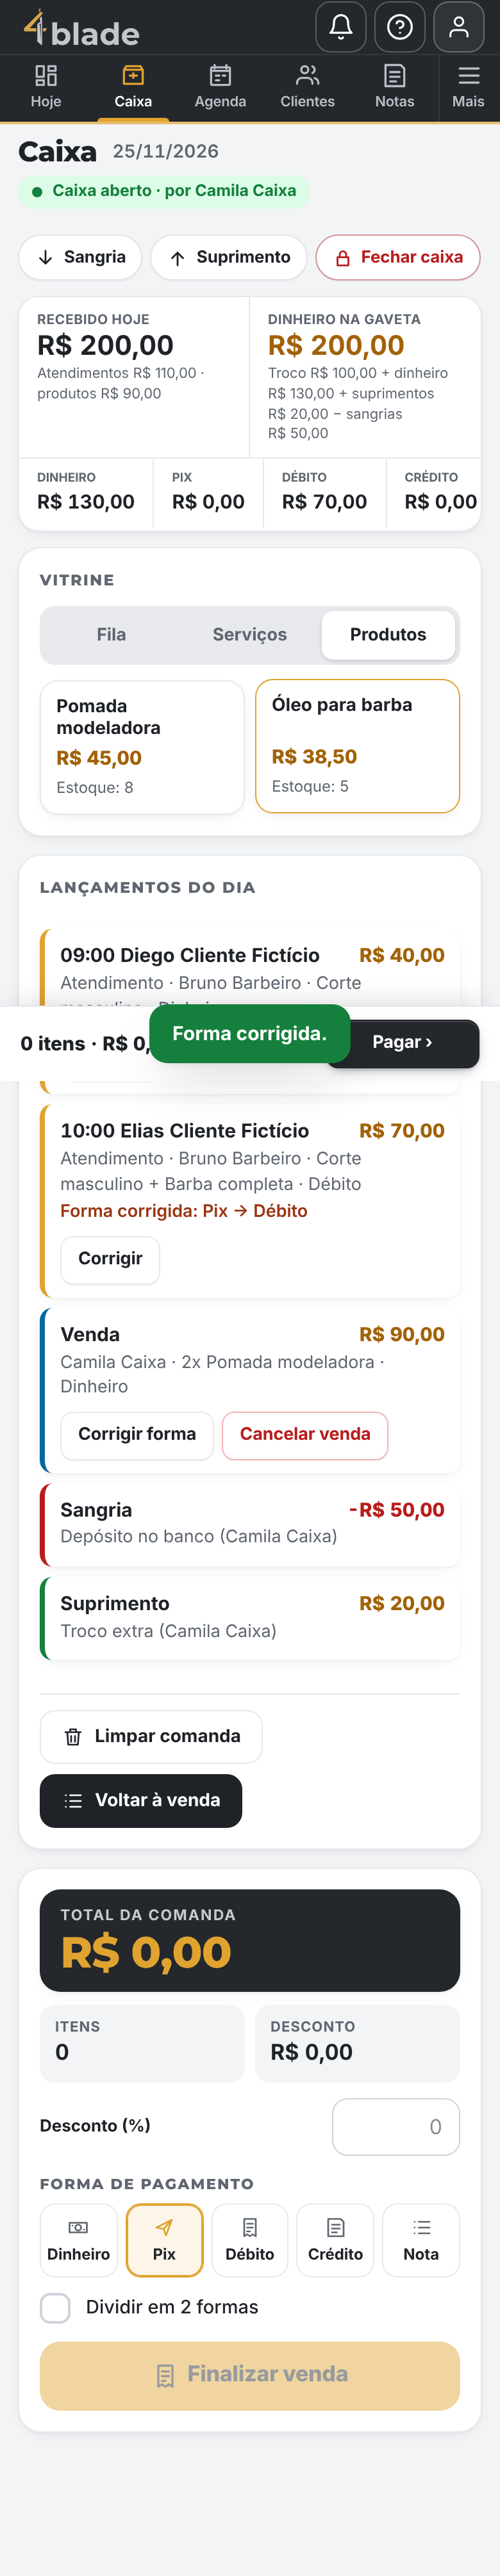 4blade
Hoje
Caixa
Agenda
Clientes
Notas
Mais
Caixa 25/11/2026
Caixa aberto · por Camila Caixa
Sangria
Suprimento
Fechar caixa
RECEBIDO HOJE
R$ 200,00
Atendimentos R$ 110,00 ·
produtos R$ 90,00
DINHEIRO NA GAVETA
R$ 200,00
Troco R$ 100,00 + dinheiro
R$ 130,00 + suprimentos
R$ 20,00 − sangrias
R$ 50,00
DINHEIRO
R$ 130,00
PIX
R$ 0,00
DÉBITO
R$ 70,00
CRÉDITO
R$ 0,00
VITRINE
Fila
Serviços
Produtos
Pomada
modeladora
R$ 45,00
Estoque: 8
Óleo para barba
R$ 38,50
Estoque: 5
LANÇAMENTOS DO DIA
09:00 Diego Cliente Fictício R$ 40,00
Atendimento · Bruno Barbeiro · Corte
0 itens · R$ 0,
Forma corrigida.
Pagar ›
10:00 Elias Cliente Fictício R$ 70,00
Atendimento · Bruno Barbeiro · Corte
masculino + Barba completa · Débito
Forma corrigida: Pix → Débito
Corrigir
Venda R$ 90,00
Camila Caixa · 2x Pomada modeladora ·
Dinheiro
Corrigir forma
Cancelar venda
Sangria -R$ 50,00
Depósito no banco (Camila Caixa)
Suprimento R$ 20,00
Troco extra (Camila Caixa)
Limpar comanda
Voltar à venda
TOTAL DA COMANDA
R$ 0,00
ITENS
0
DESCONTO
R$ 0,00
Desconto (%) 0
FORMA DE PAGAMENTO
Dinheiro
Pix
Débito
Crédito
Nota
Dividir em 2 formas
Finalizar venda